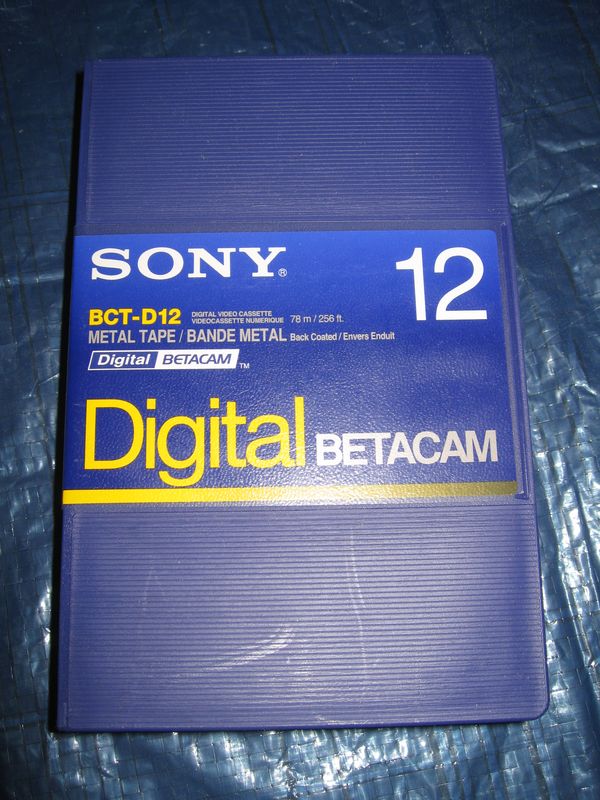 SONY®
12
BCT-D12 DIGITAL VIDEO CASSETTE
VIDEOCASSETTE NUMERIQUE 78 m / 256 ft.
METAL TAPE / BANDE METAL Back Coated / Envers Enduit
Digital BETACAM ™
Digital BETACAM